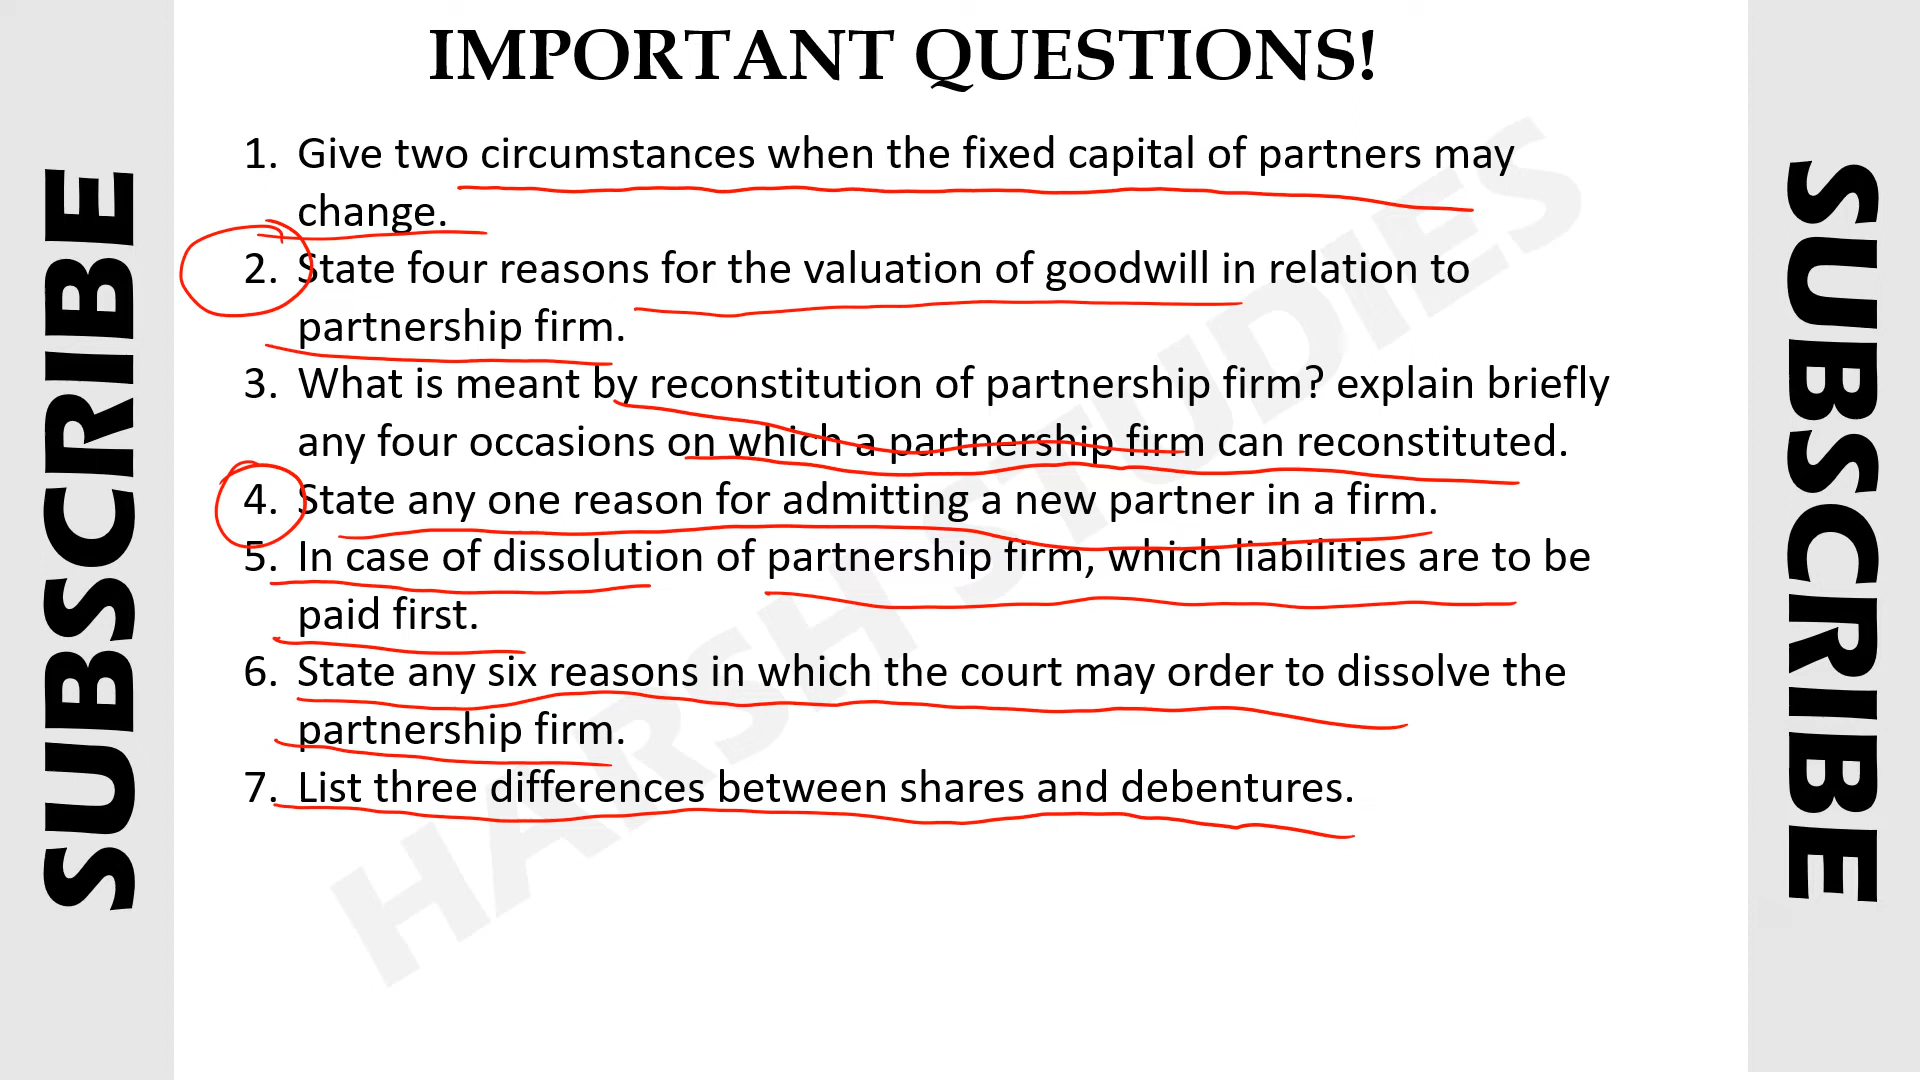 IMPORTANT QUESTIONS!
1. Give two circumstances when the fixed capital of partners may
change.
2. State four reasons for the valuation of goodwill in relation to
partnership firm.
3. What is meant by reconstitution of partnership firm? explain briefly
any four occasions on which a partnership firm can reconstituted.
4. State any one reason for admitting a new partner in a firm.
5. In case of dissolution of partnership firm, which liabilities are to be
paid first.
6. State any six reasons in which the court may order to dissolve the
partnership firm.
7. List three differences between shares and debentures.
SUBSCRIBE
SUBSCRIBE
HARSH STUDIES